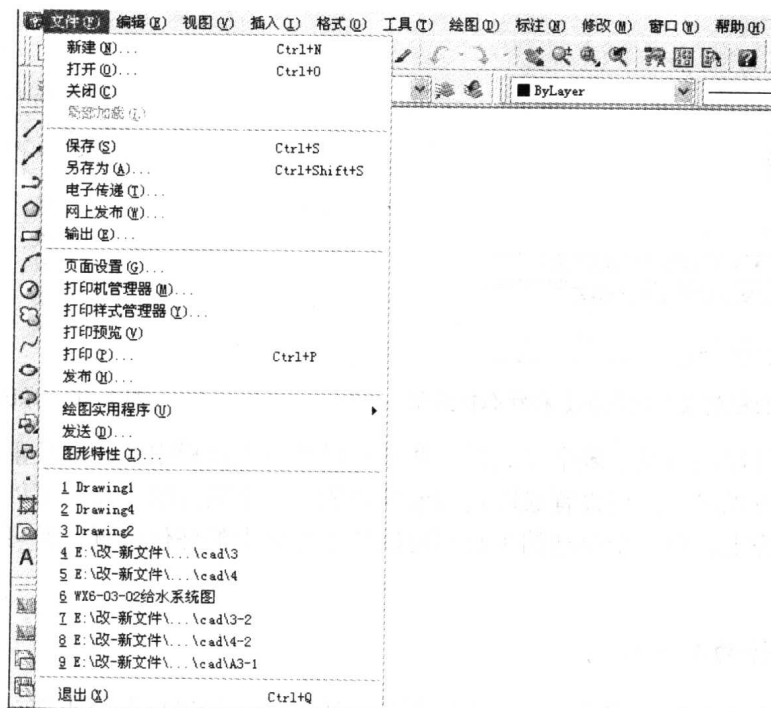 文件(F) 编辑(E) 视图(V) 插入(I) 格式(O) 工具(T) 绘图(D) 标注(N) 修改(M) 窗口(W) 帮助(H)
新建(N)... Ctrl+N
打开(O)... Ctrl+O
关闭(C)
局部加载(L)
ByLayer
保存(S) Ctrl+S
另存为(A)... Ctrl+Shift+S
电子传递(T)...
网上发布(W)...
输出(E)...
页面设置(G)...
打印机管理器(M)...
打印样式管理器(Y)...
打印预览(V)
打印(P)... Ctrl+P
发布(H)...
绘图实用程序(U)
发送(D)...
图形特性(I)...
1 Drawing1
2 Drawing4
3 Drawing2
4 E:\改-新文件\...\cad\3
5 E:\改-新文件\...\cad\4
6 WX6-03-02给水系统图
7 E:\改-新文件\...\cad\3-2
8 E:\改-新文件\...\cad\4-2
9 E:\改-新文件\...\cad\A3-1
A
退出(X) Ctrl+Q